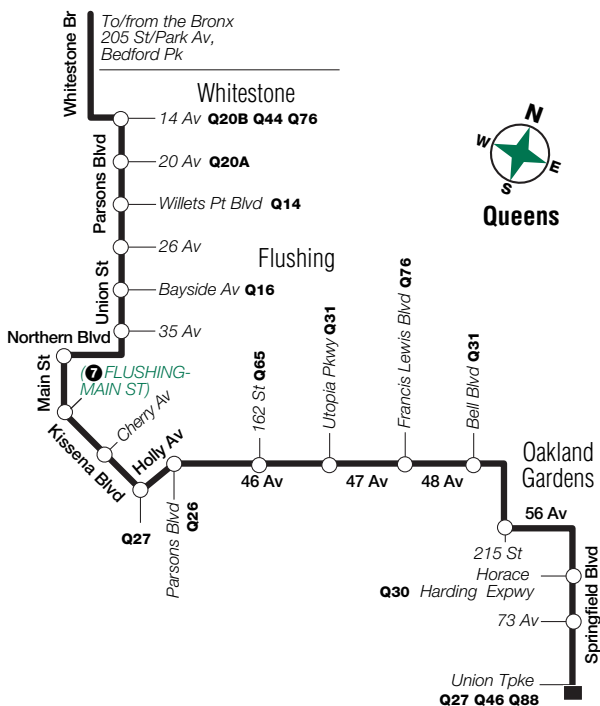 To/from the Bronx
205 St/Park Av,
Bedford Pk
Whitestone Br
Whitestone
14 Av Q20B Q44 Q76
20 Av Q20A
Parsons Blvd
Willets Pt Blvd Q14
26 Av
Union St
Bayside Av Q16
35 Av
N
W
E
S
Queens
Flushing
Northern Blvd
Main St
(7 FLUSHING-
MAIN ST)
Cherry Av
Kissena Blvd
Holly Av
Q27
Parsons Blvd
Q26
162 St Q65
46 Av
Utopia Pkwy Q31
47 Av
Francis Lewis Blvd Q76
48 Av
Bell Blvd Q31
Oakland
Gardens
56 Av
215 St
Springfield Blvd
Horace
Q30 Harding Expwy
73 Av
Union Tpke
Q27 Q46 Q88